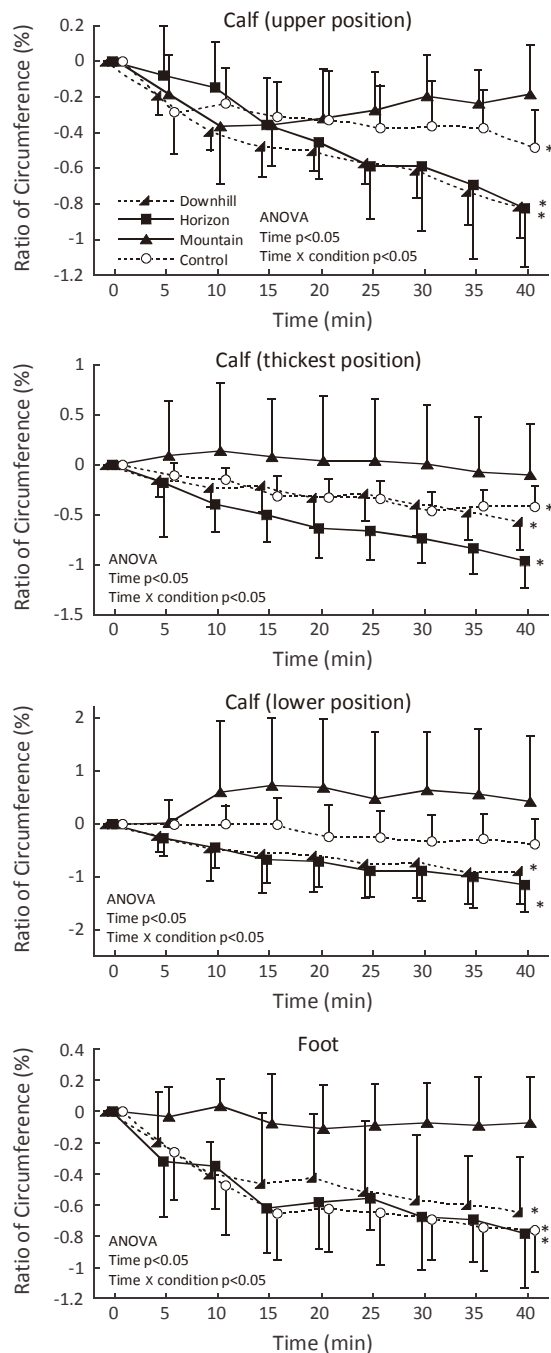 Calf (upper position)
Ratio of Circumference (%)
0.2
0
-0.2
-0.4
-0.6
-0.8
-1
-1.2
Downhill
Horizon
Mountain
Control
ANOVA
Time p<0.05
Time x condition p<0.05
*
*
*
0 5 10 15 20 25 30 35 40
Time (min)
Calf (thickest position)
Ratio of Circumference (%)
1
0.5
0
-0.5
-1
-1.5
ANOVA
Time p<0.05
Time x condition p<0.05
*
*
*
0 5 10 15 20 25 30 35 40
Time (min)
Calf (lower position)
Ratio of Circumference (%)
2
1
0
-1
-2
ANOVA
Time p<0.05
Time x condition p<0.05
*
*
0 5 10 15 20 25 30 35 40
Time (min)
Foot
Ratio of Circumference (%)
0.4
0.2
0
-0.2
-0.4
-0.6
-0.8
-1
-1.2
ANOVA
Time p<0.05
Time x condition p<0.05
*
*
*
0 5 10 15 20 25 30 35 40
Time (min)